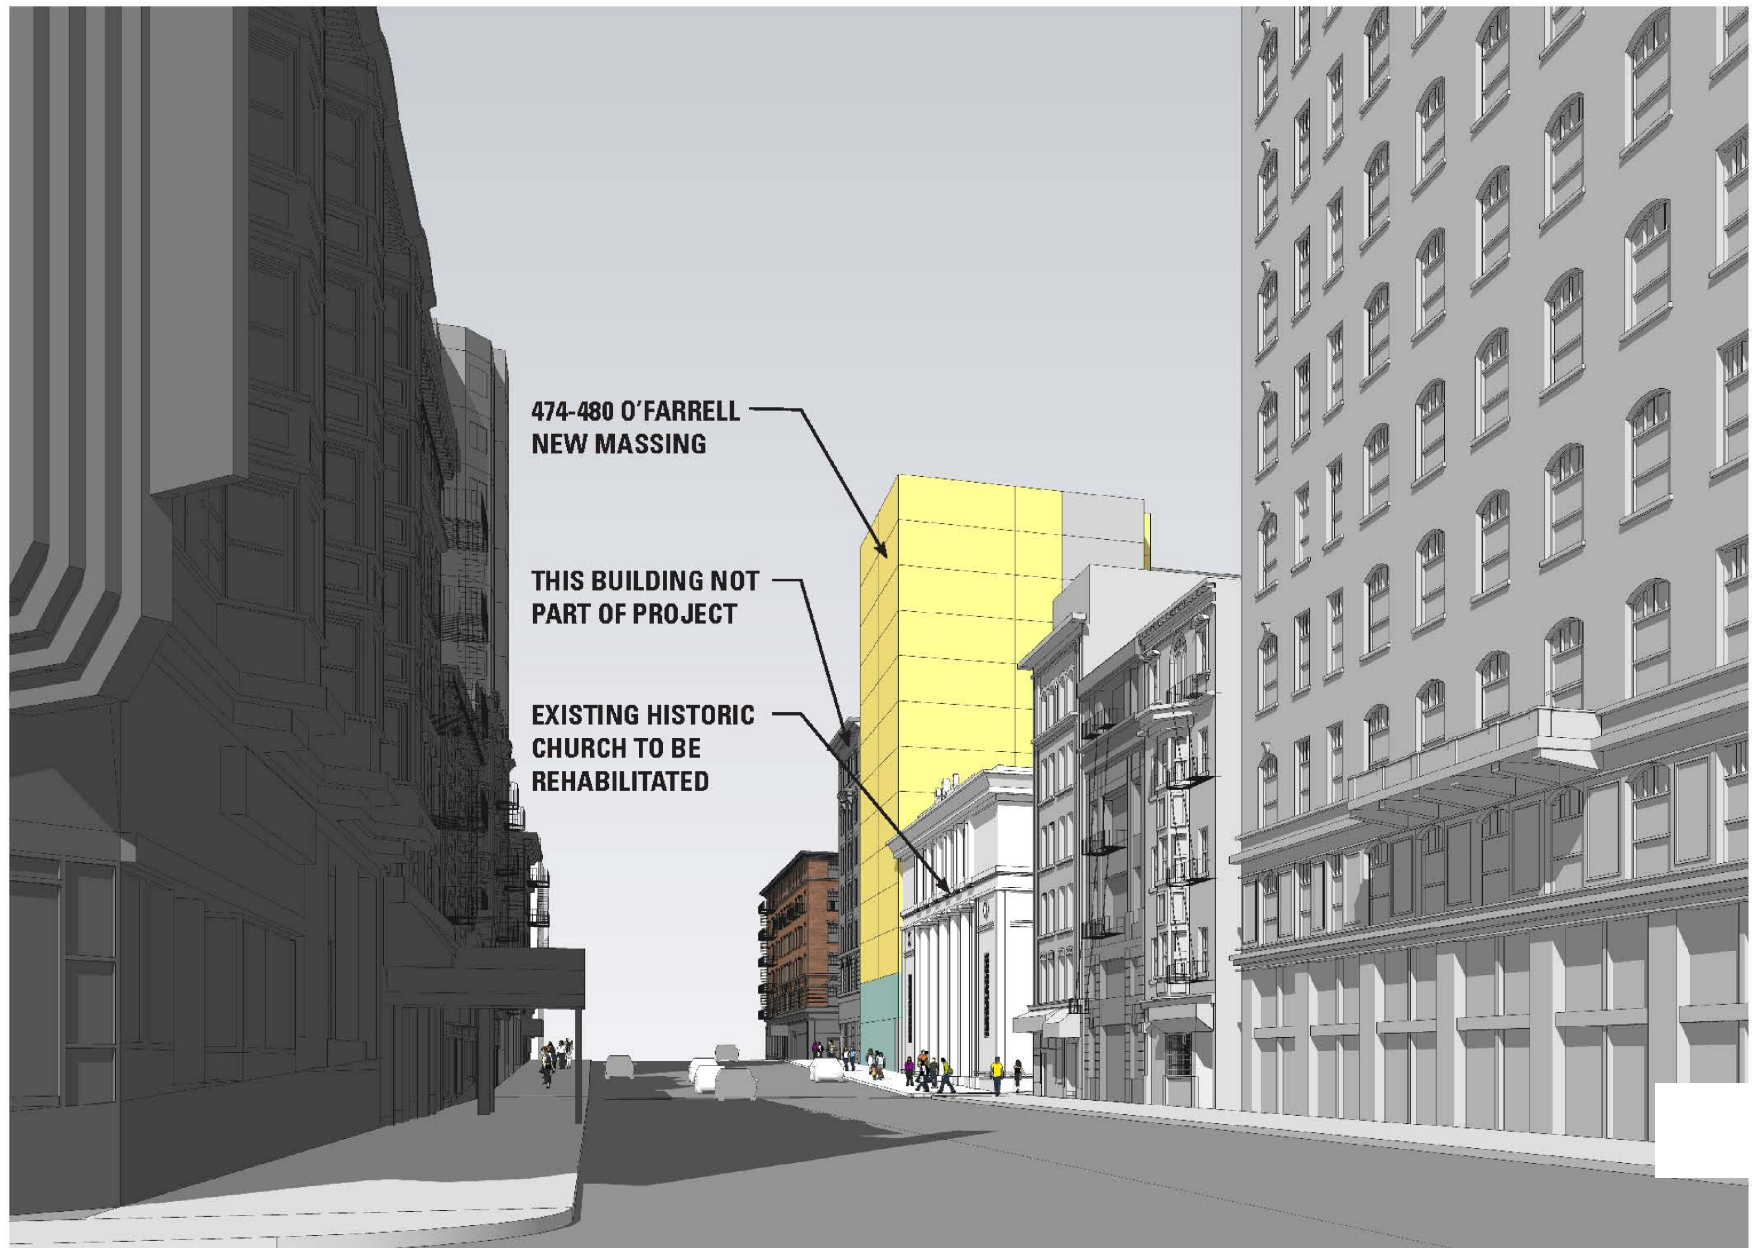 474-480 O'FARRELL
NEW MASSING
THIS BUILDING NOT
PART OF PROJECT
EXISTING HISTORIC
CHURCH TO BE
REHABILITATED